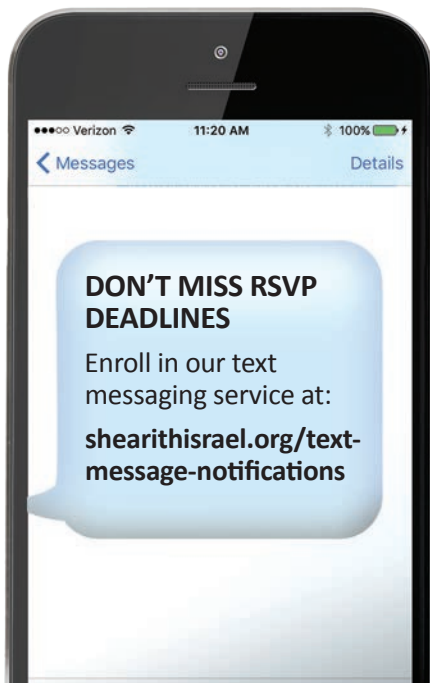 Verizon 11:20 AM 100%
Messages Details
DON’T MISS RSVP
DEADLINES
Enroll in our text
messaging service at:
shearithisrael.org/text-
message-notifications